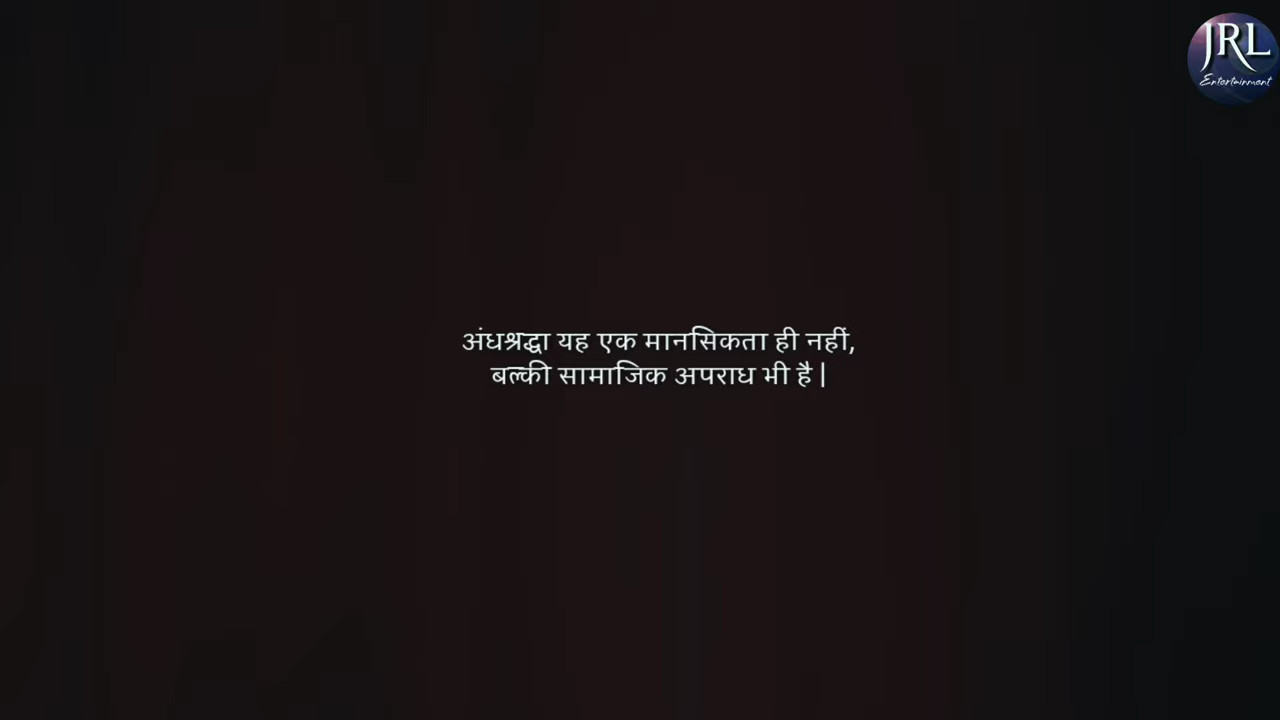 JRL
Entertainment
अंधश्रद्धा यह एक मानसिकता ही नहीं,
बल्की सामाजिक अपराध भी है |